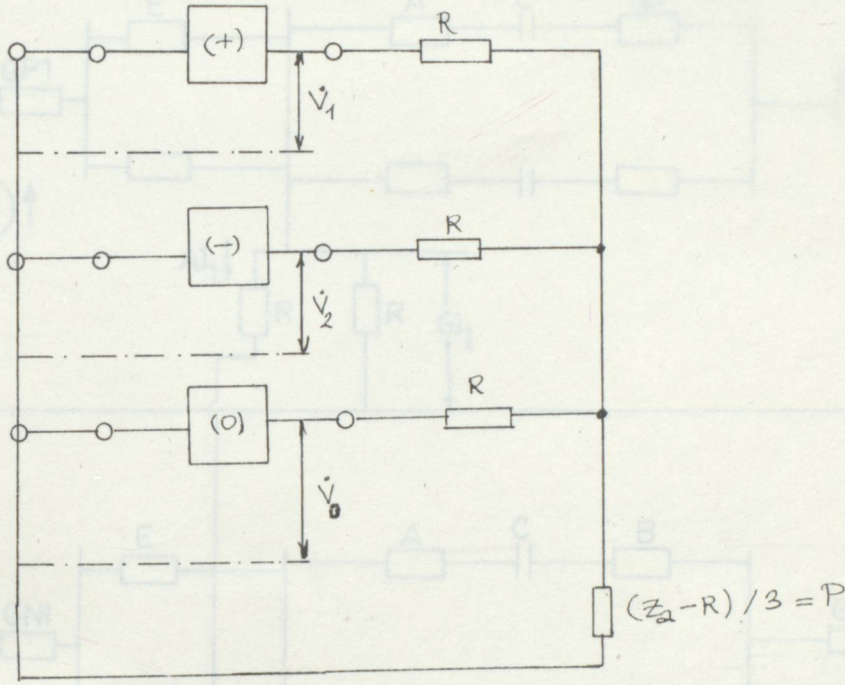 R
(+)
V̇1
R
(-)
V̇2
R
(0)
V̇0
(Z2-R)/3 = P